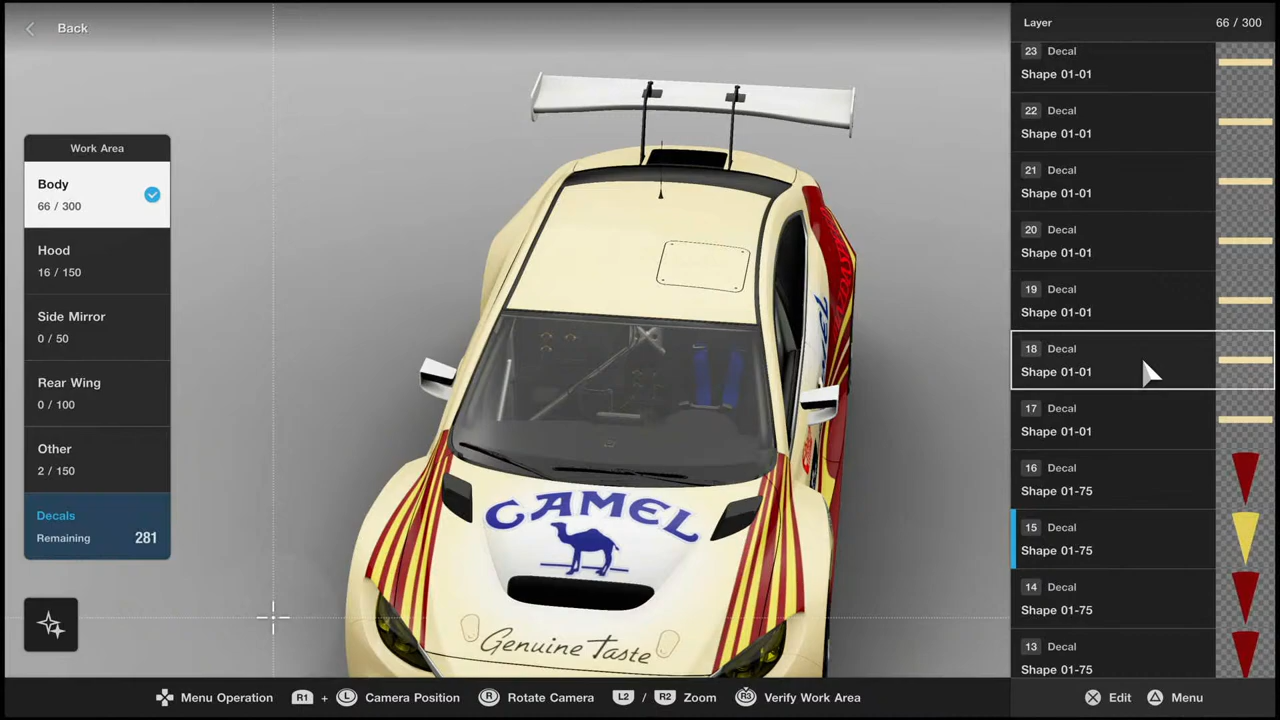 Back
Layer 66 / 300
Work Area
Body
66 / 300
Hood
16 / 150
Side Mirror
0 / 50
Rear Wing
0 / 100
Other
2 / 150
Decals
Remaining 281
CAMEL
Genuine Taste
23 Decal
Shape 01-01
22 Decal
Shape 01-01
21 Decal
Shape 01-01
20 Decal
Shape 01-01
19 Decal
Shape 01-01
18 Decal
Shape 01-01
17 Decal
Shape 01-01
16 Decal
Shape 01-75
15 Decal
Shape 01-75
14 Decal
Shape 01-75
13 Decal
Shape 01-75
Menu Operation R1 + L Camera Position R Rotate Camera L2 / R2 Zoom R3 Verify Work Area Edit Menu